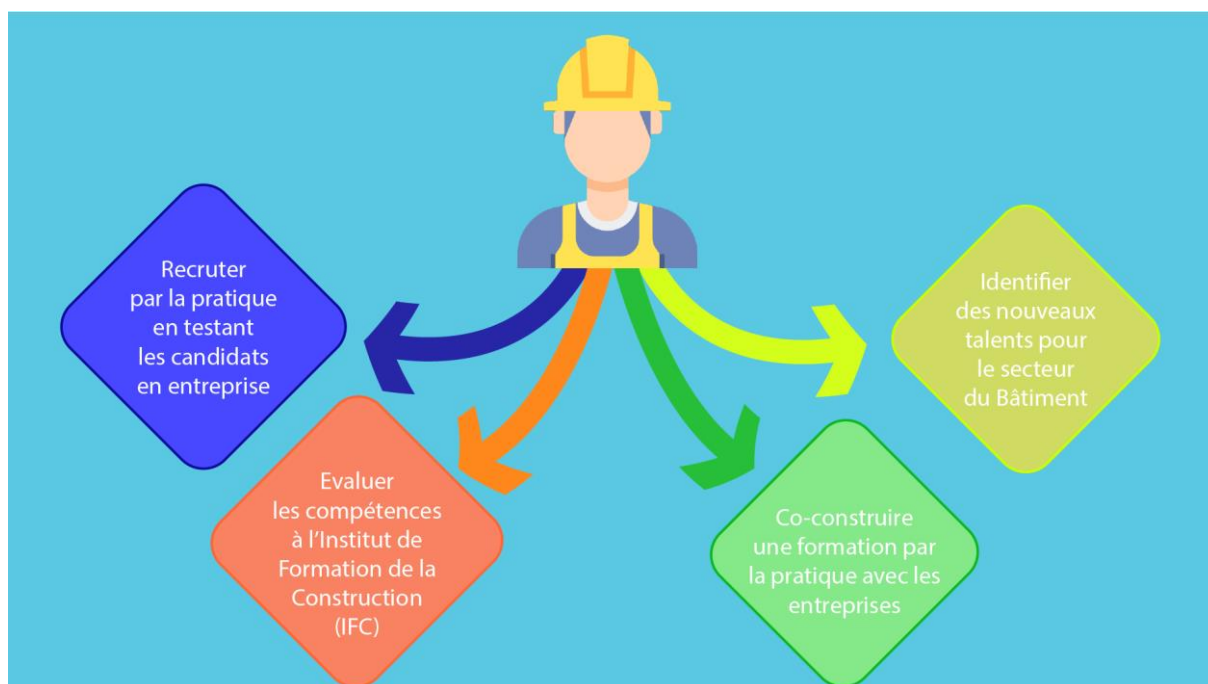 Recruter
par la pratique
en testant
les candidats
en entreprise
Evaluer
les compétences
à l'Institut de
Formation de la
Construction
(IFC)
Co-construire
une formation par
la pratique avec les
entreprises
Identifier
des nouveaux
talents pour
le secteur
du Bâtiment